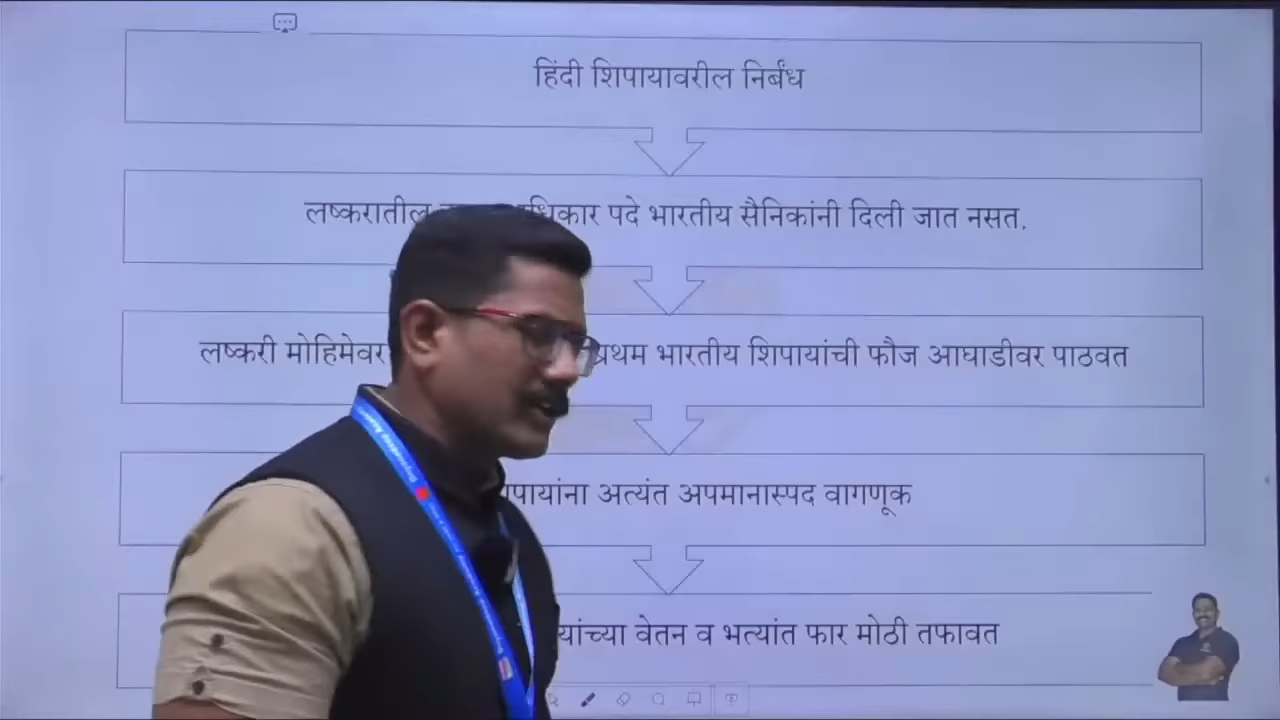 हिंदी शिपायावरील निर्बंध
लष्करातील अधिकार पदे भारतीय सैनिकांनी दिली जात नसत.
लष्करी मोहिमेवर प्रथम भारतीय शिपायांची फौज आघाडीवर पाठवत
अत्यंत अपमानास्पद वागणूक
वेतन व भत्यांत फार मोठी तफावत